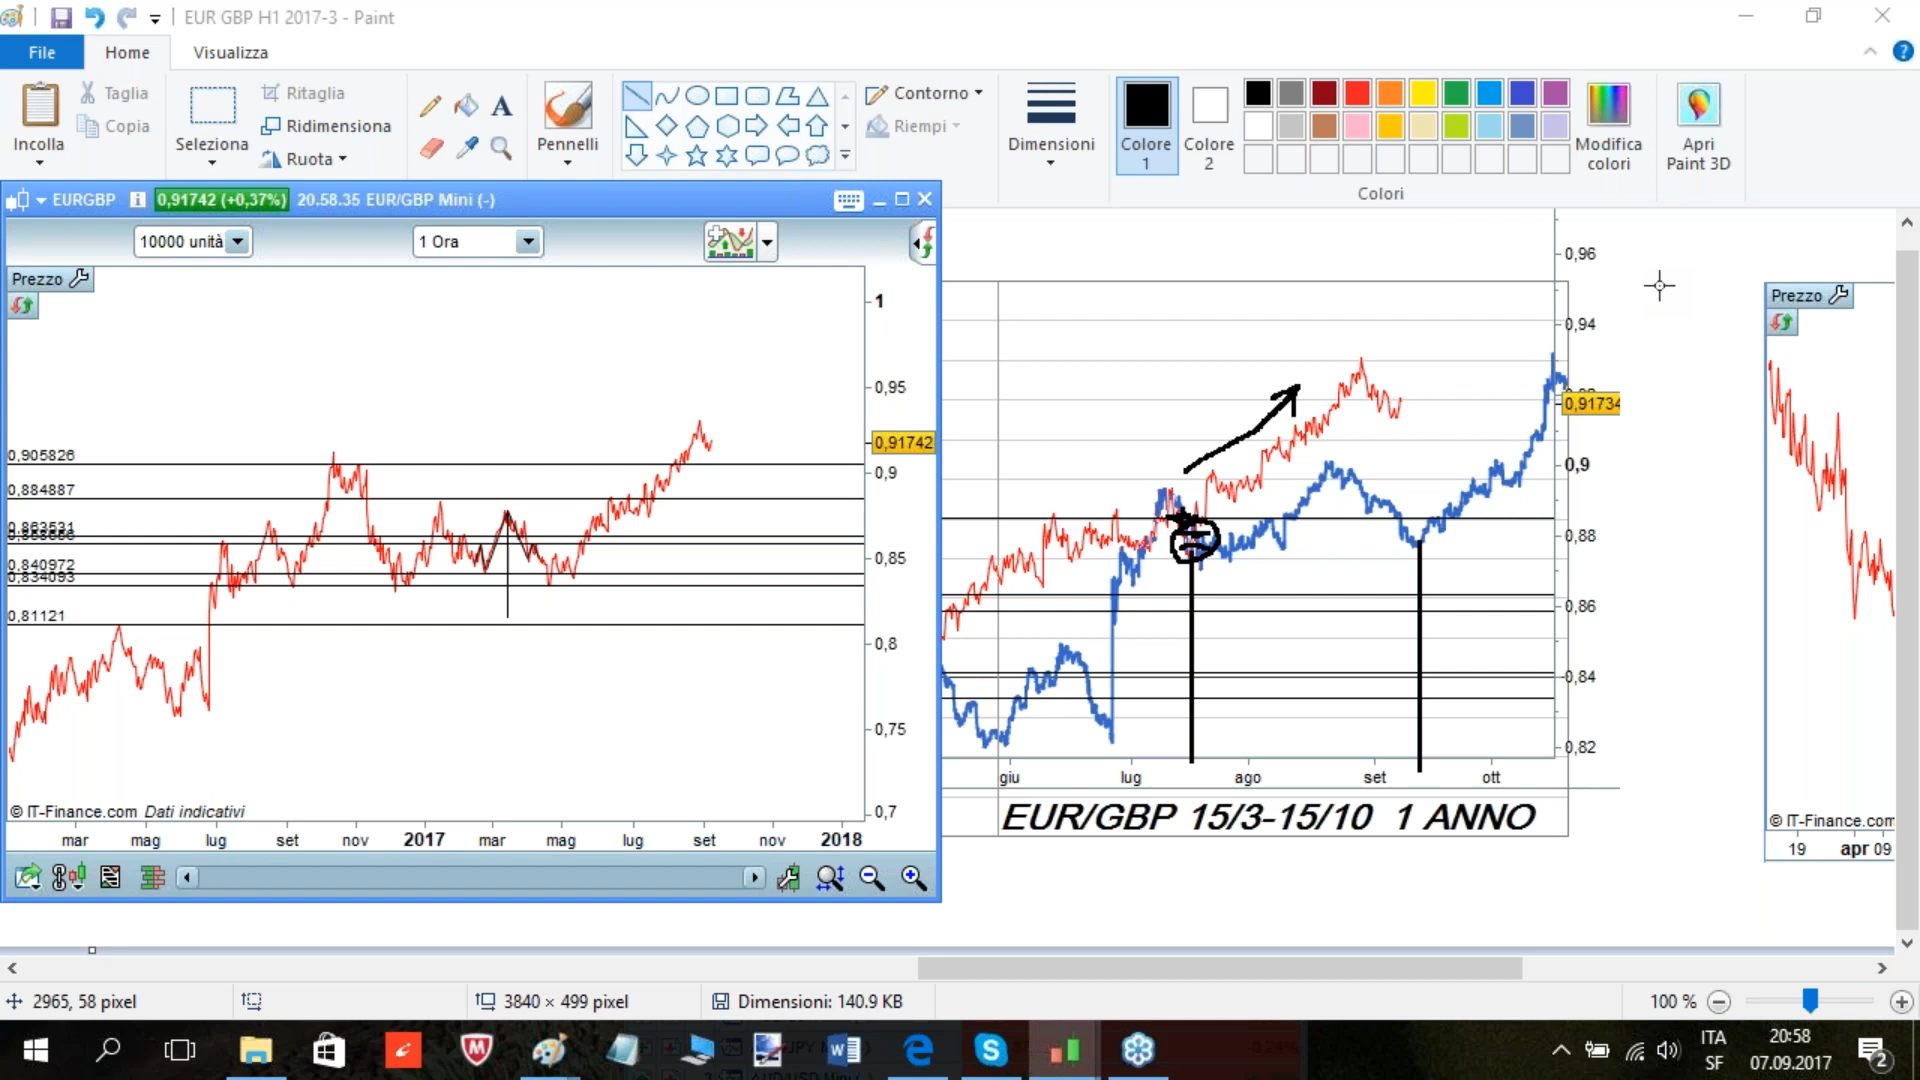 EUR GBP H1 2017-3 - Paint
File Home Visualizza
Incolla
Taglia
Copia
Seleziona
Ritaglia
Ridimensiona
Ruota
A
Pennelli
Contorno
Riempi
Dimensioni
Colore 1
Colore 2
Modifica colori
Apri Paint 3D
Colori
EURGBP 0,91742 (+0,37%) 20.58.35 EUR/GBP Mini (-)
10000 unità
1 Ora
Prezzo
1
0,95
0,91742
0,9
0,85
0,8
0,75
0,7
0,905826
0,884887
0,840972
0,834093
0,81121
© IT-Finance.com Dati indicativi
mar mag lug set nov 2017 mar mag lug set nov 2018
0,96
0,94
0,91734
0,9
0,88
0,86
0,84
0,82
giu lug ago set ott
EUR/GBP 15/3-15/10 1 ANNO
Prezzo
© IT-Finance.com
19 apr 09
2965, 58 pixel
3840 × 499 pixel
Dimensioni: 140.9 KB
100 %
ITA
SF
20:58
07.09.2017
2